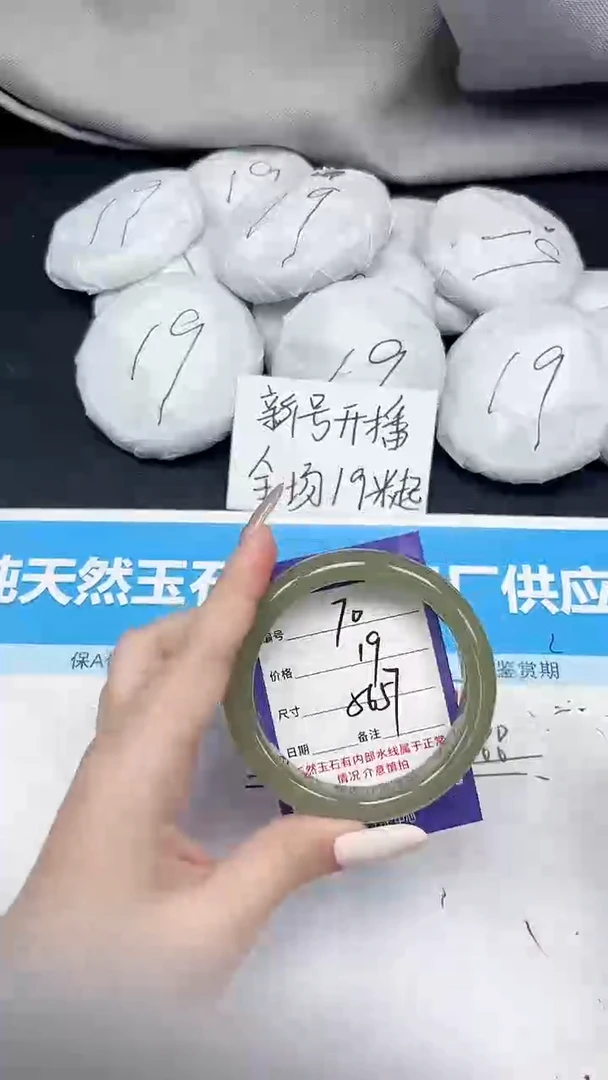 19
19
19
19
19
19
新号开播
全场19米起
纯天然玉石
厂供应
保A
鉴赏期
编号 70
价格 19
尺寸 5657
日期 备注
天然玉石有内部水线属于正常
情况 介意慎拍